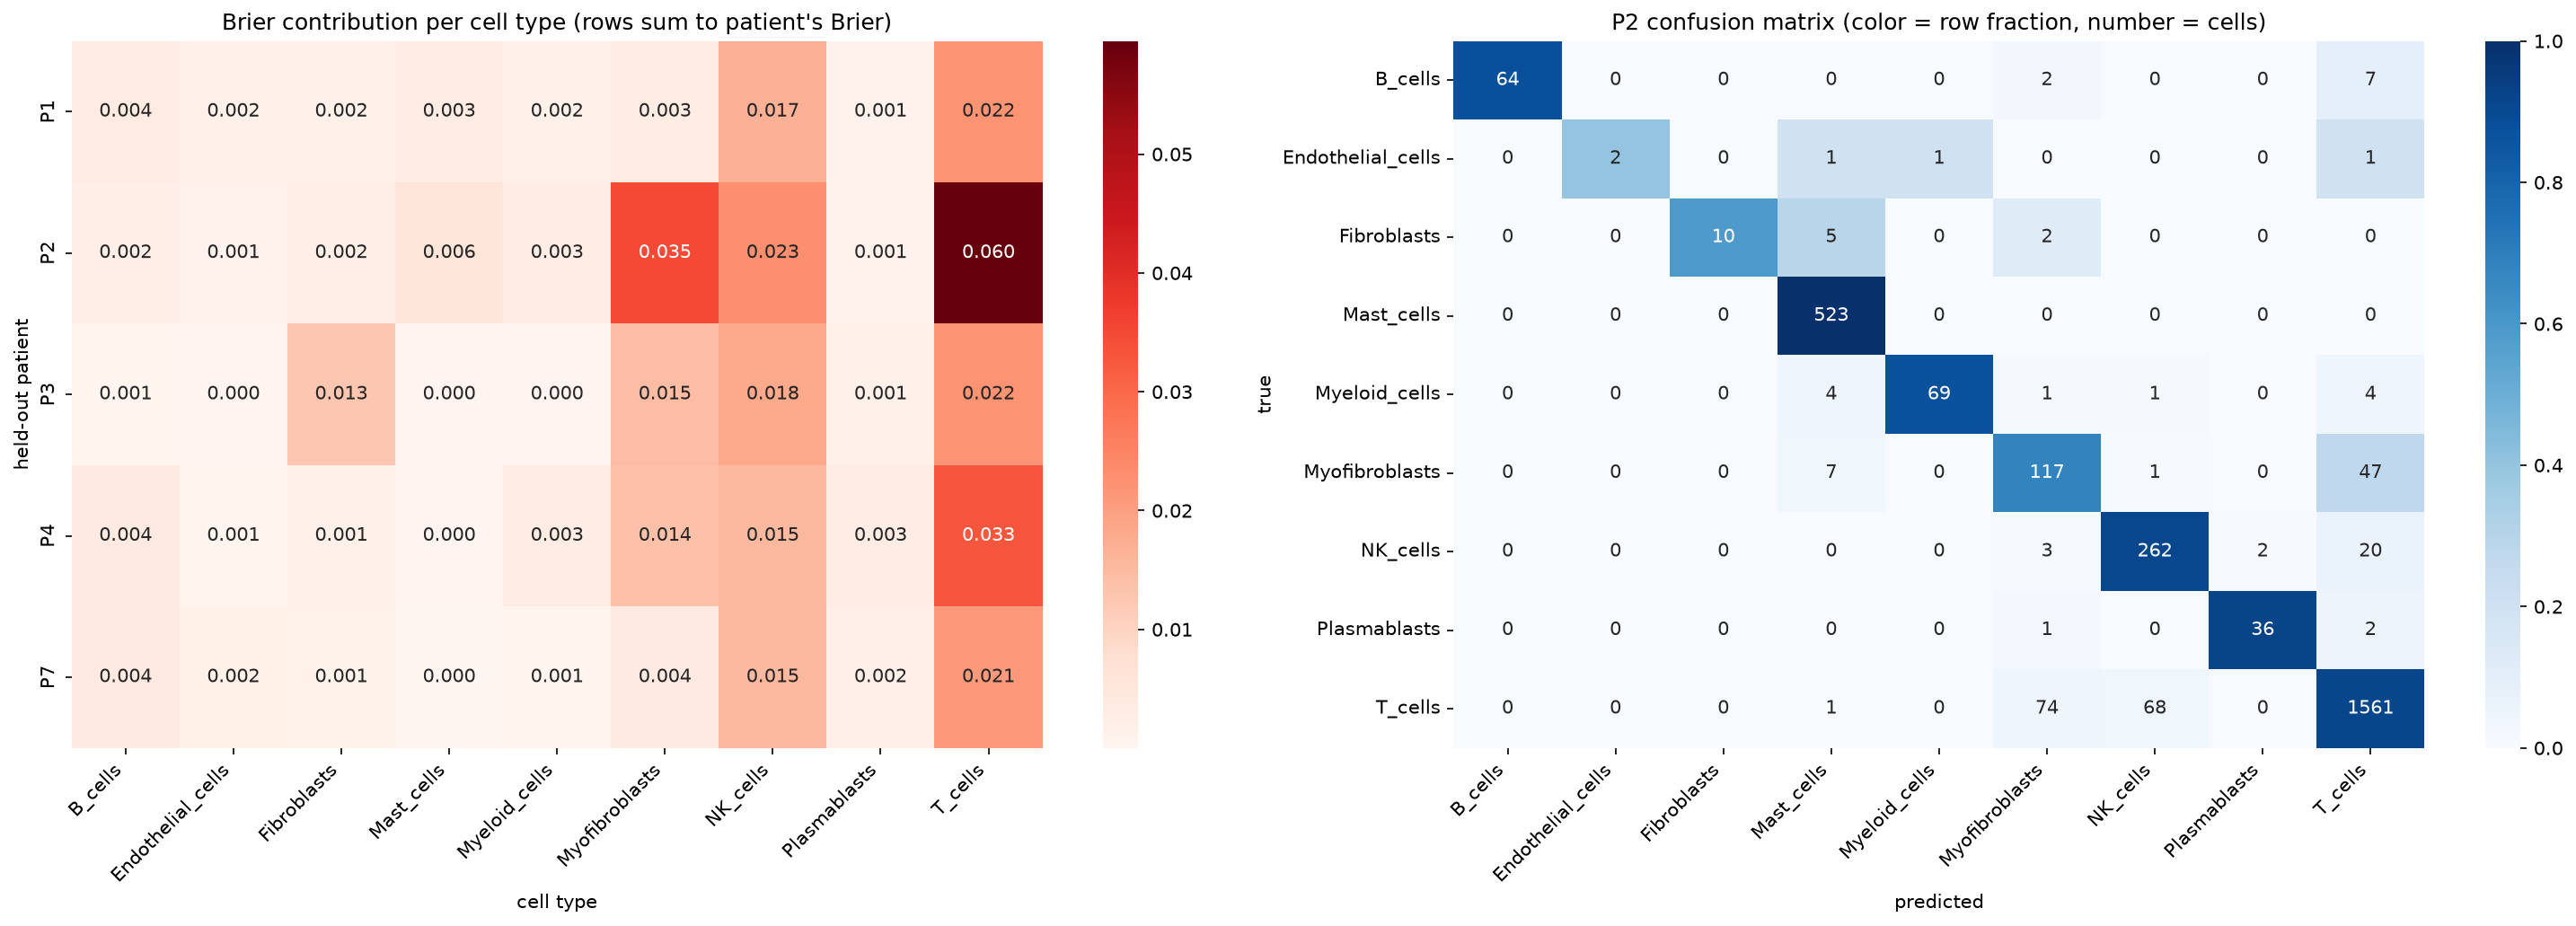 Brier contribution per cell type (rows sum to patient's Brier)
held-out patient
P1 0.004 0.002 0.002 0.003 0.002 0.003 0.017 0.001 0.022
P2 0.002 0.001 0.002 0.006 0.003 0.035 0.023 0.001 0.060
P3 0.001 0.000 0.013 0.000 0.000 0.015 0.018 0.001 0.022
P4 0.004 0.001 0.001 0.000 0.003 0.014 0.015 0.003 0.033
P7 0.004 0.002 0.001 0.000 0.001 0.004 0.015 0.002 0.021
B_cells Endothelial_cells Fibroblasts Mast_cells Myeloid_cells Myofibroblasts NK_cells Plasmablasts T_cells
cell type
0.05
0.04
0.03
0.02
0.01
P2 confusion matrix (color = row fraction, number = cells)
true
B_cells 64 0 0 0 0 2 0 0 7
Endothelial_cells 0 2 0 1 1 0 0 0 1
Fibroblasts 0 0 10 5 0 2 0 0 0
Mast_cells 0 0 0 523 0 0 0 0 0
Myeloid_cells 0 0 0 4 69 1 1 0 4
Myofibroblasts 0 0 0 7 0 117 1 0 47
NK_cells 0 0 0 0 0 3 262 2 20
Plasmablasts 0 0 0 0 0 1 0 36 2
T_cells 0 0 0 1 0 74 68 0 1561
B_cells Endothelial_cells Fibroblasts Mast_cells Myeloid_cells Myofibroblasts NK_cells Plasmablasts T_cells
predicted
1.0
0.8
0.6
0.4
0.2
0.0